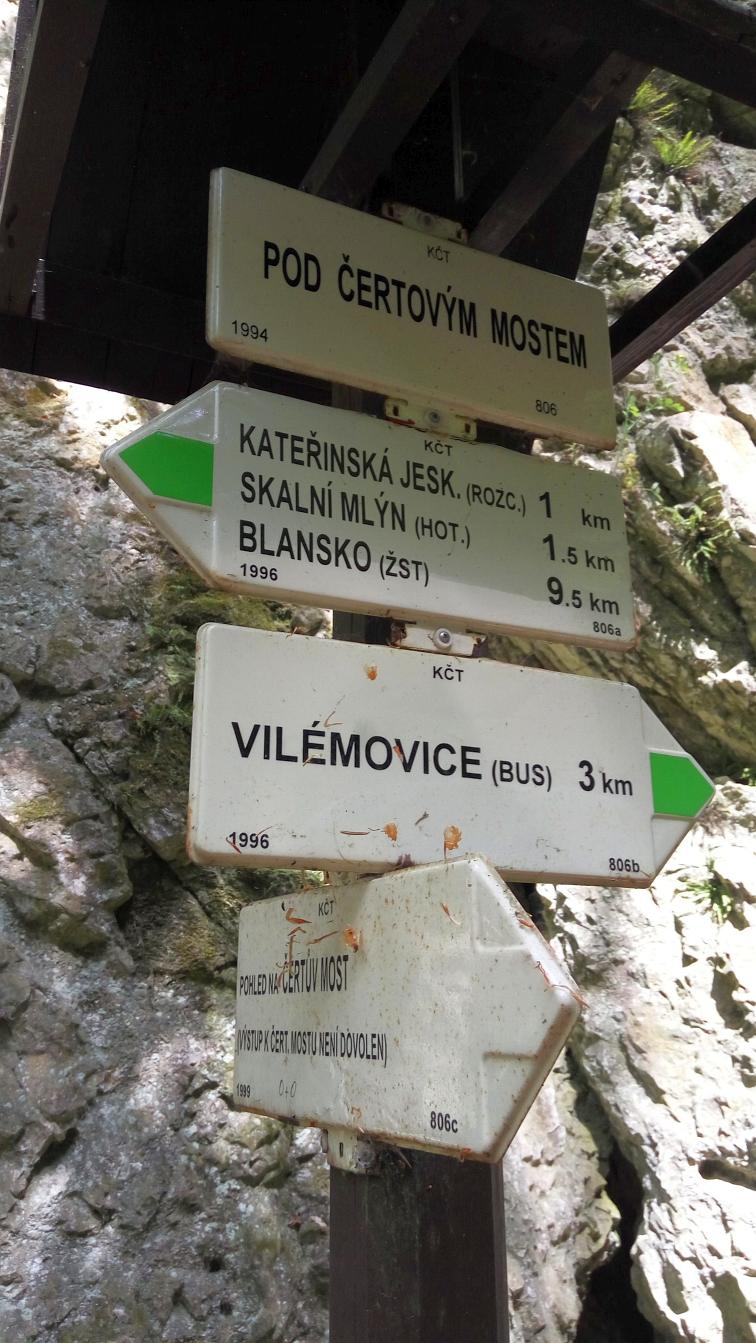 KČT
POD ČERTOVÝM MOSTEM
1994 806
KČT
KATEŘINSKÁ JESK. (ROZC.) 1 km
SKALNÍ MLÝN (HOT.) 1.5 km
BLANSKO (ŽST) 9.5 km
1996 806a
KČT
VILÉMOVICE (BUS) 3 km
1996 806b
KČT
POHLED NA ČERTŮV MOST
(VÝSTUP K ČERT. MOSTU NENÍ DOVOLEN)
1999 806c